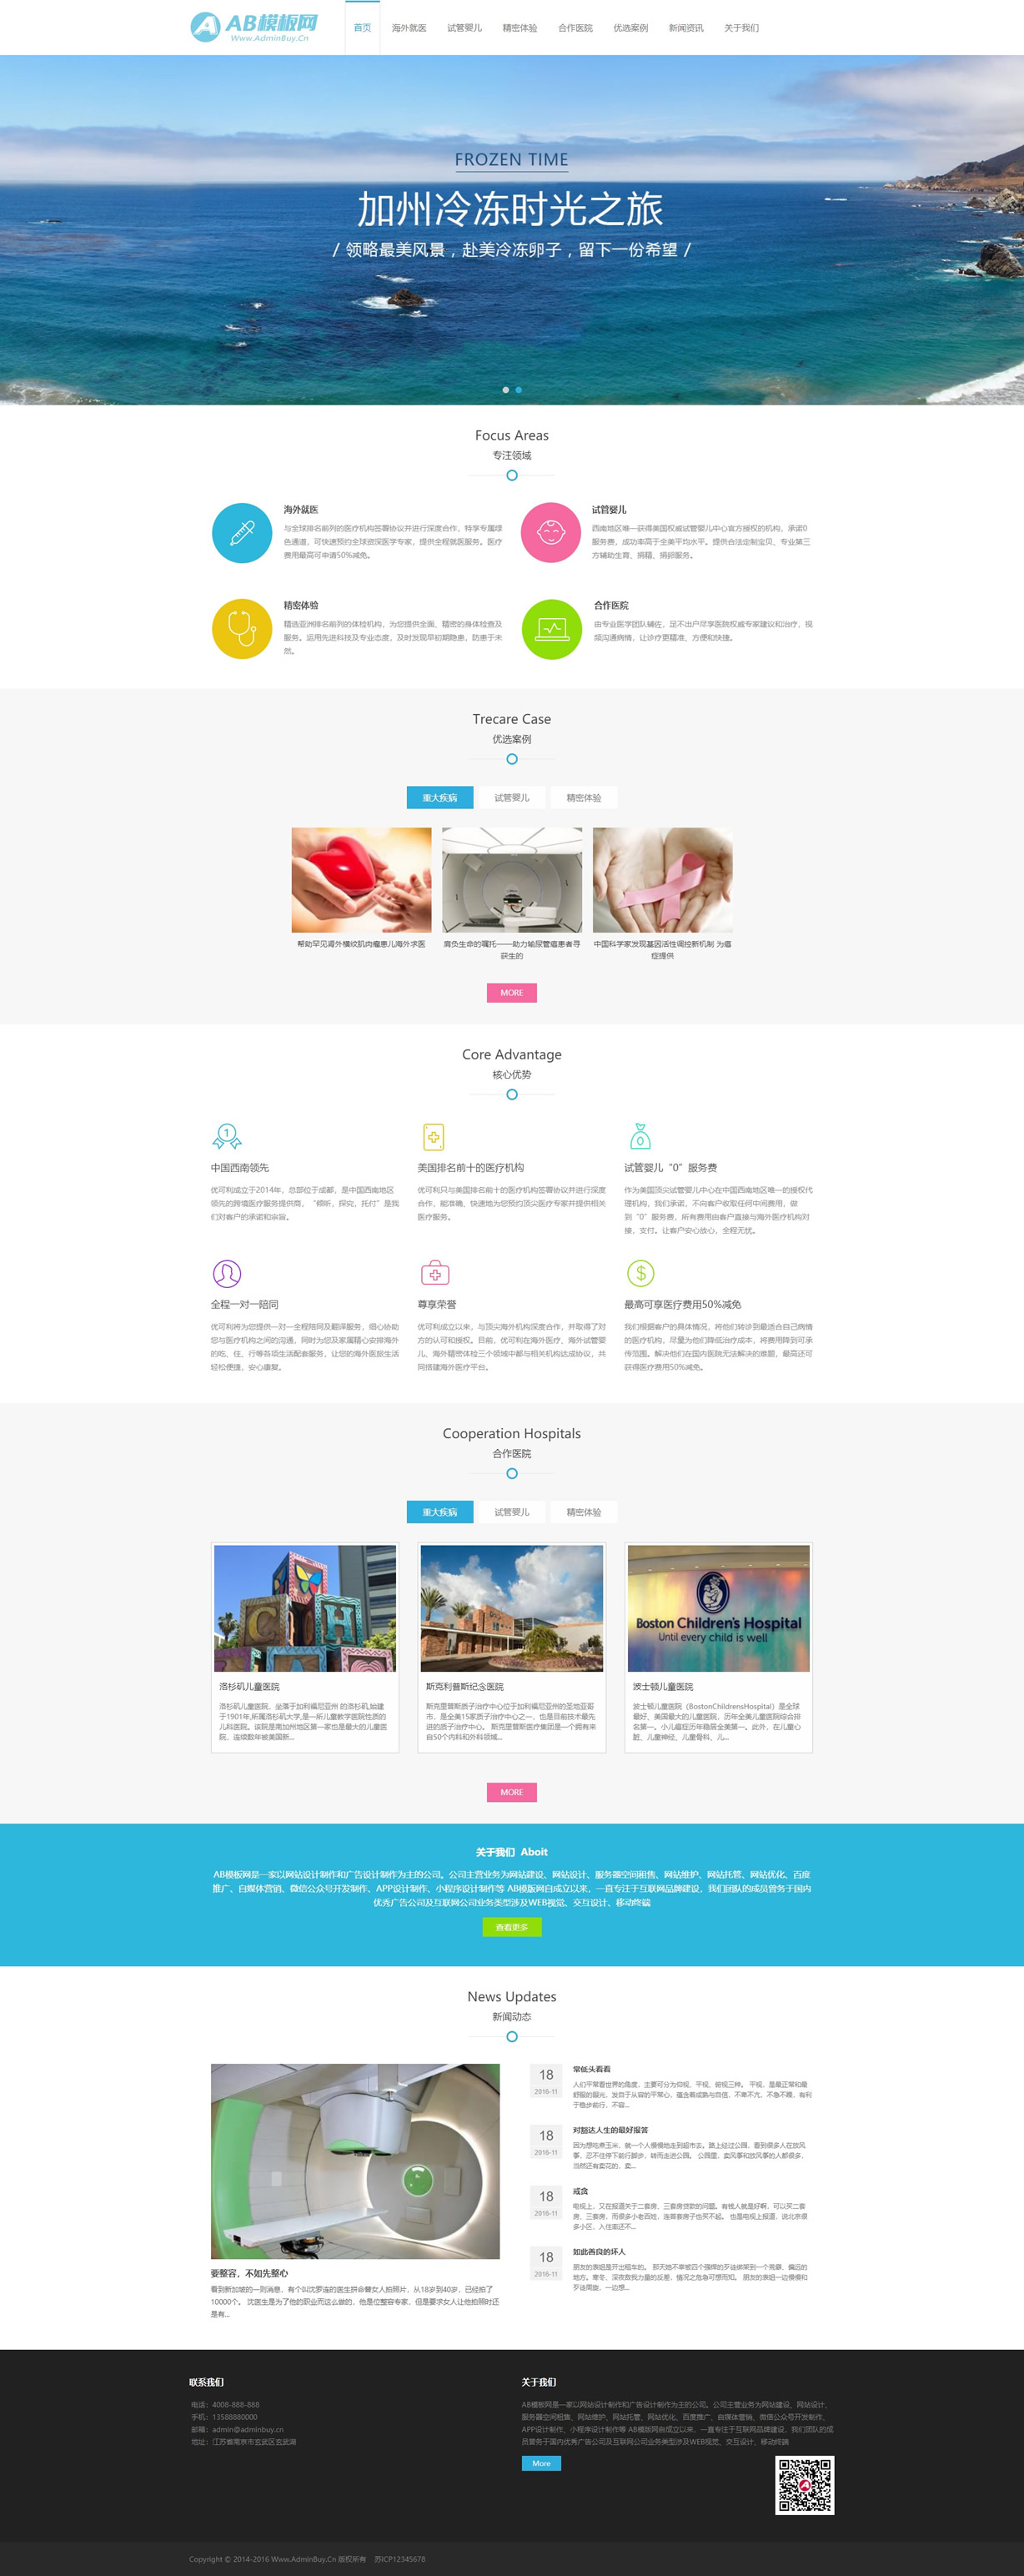 AB模板网
Www.AdminBuy.Cn
首页 海外就医 试管婴儿 精密体验 合作医院 优选案例 新闻资讯 关于我们
FROZEN TIME
加州冷冻时光之旅
/ 领略最美风景，赴美冷冻卵子，留下一份希望 /
Focus Areas
专注领域
海外就医
与全球排名前列的医疗机构签署协议并进行深度合作，特享专属绿
色通道，可快速预约全球资深医学专家，提供全程就医服务。医疗
费用最高可申请50%减免。
试管婴儿
西南地区唯一获得美国权威试管婴儿中心官方授权的机构，承诺0
服务费，成功率高于全美平均水平。提供合法定制宝贝、专业第三
方辅助生育、捐精、捐卵服务。
精密体验
精选亚洲排名前列的体检机构，为您提供全面、精密的身体检查及
服务。运用先进科技及专业态度，及时发现早初期隐患，防患于未
然。
合作医院
由专业医学团队辅佐，足不出户尽享医院权威专家建议和治疗，视
频沟通病情，让诊疗更精准、方便和快捷。
Trecare Case
优选案例
重大疾病 试管婴儿 精密体验
帮助罕见肾外横纹肌肉瘤患儿海外求医
肩负生命的嘱托——助力输尿管癌患者寻
获生的
中国科学家发现基因活性调控新机制 为癌
症提供
MORE
Core Advantage
核心优势
中国西南领先
优可利成立于2014年，总部位于成都，是中国西南地区
领先的跨境医疗服务提供商，“倾听，探究，托付”是我
们对客户的承诺和宗旨。
美国排名前十的医疗机构
优可利只与美国排名前十的医疗机构签署协议并进行深度
合作，能准确、快速地为您预约顶尖医疗专家并提供相关
医疗服务。
试管婴儿“0”服务费
作为美国顶尖试管婴儿中心在中国西南地区唯一的授权代
理机构，我们承诺，不向客户收取任何中间费用，做
到“0”服务费，所有费用由客户直接与海外医疗机构对
接，支付。让客户安心放心，全程无忧。
全程一对一陪同
优可利将为您提供一对一全程陪同及翻译服务，细心协助
您与医疗机构之间的沟通，同时为您及家属精心安排海外
的吃、住、行等各项生活配套服务，让您的海外医旅生活
轻松便捷，安心康复。
尊享荣誉
优可利成立以来，与顶尖海外机构深度合作，并取得了对
方的认可和授权。目前，优可利在海外医疗、海外试管婴
儿、海外精密体检三个领域中都与相关机构达成协议，共
同搭建海外医疗平台。
最高可享医疗费用50%减免
我们根据客户的具体情况，将他们转诊到最适合自己病情
的医疗机构，尽量为他们降低治疗成本，将费用降到可承
传范围。解决他们在国内医院无法解决的难题，最高还可
获得医疗费用50%减免。
Cooperation Hospitals
合作医院
重大疾病 试管婴儿 精密体验
Boston Children's Hospital
Until every child is well
洛杉矶儿童医院
洛杉矶儿童医院，坐落于加利福尼亚州 的洛杉矶,始建
于1901年,所属洛杉矶大学,是一所儿童教学医院性质的
儿科医院。该院是南加州地区第一家也是最大的儿童医
院，连续数年被美国新...
斯克利普斯纪念医院
斯克里普斯质子治疗中心位于加利福尼亚州的圣地亚哥
市，是全美15家质子治疗中心之一，也是目前技术最先
进的质子治疗中心。 斯克里普斯医疗集团是一个拥有来
自50个内科和外科领域...
波士顿儿童医院
波士顿儿童医院（BostonChildrensHospital）是全球
最好、美国最大的儿童医院，历年全美儿童医院综合排
名第一。小儿癌症历年稳居全美第一。此外，在儿童心
脏、儿童神经、儿童骨科、儿...
MORE
关于我们 Aboit
AB模板网是一家以网站设计制作和广告设计制作为主的公司。公司主营业务为网站建设、网站设计、服务器空间租售、网站维护、网站托管、网站优化、百度
推广、自媒体营销、微信公众号开发制作、APP设计制作、小程序设计制作等 AB模版网自成立以来，一直专注于互联网品牌建设，我们团队的成员曾务于国内
优秀广告公司及互联网公司业务类型涉及WEB视觉、交互设计、移动终端
查看更多
News Updates
新闻动态
要整容，不如先整心
看到新加坡的一则消息，有个叫沈罗连的医生拼命替女人拍照片，从18岁到40岁，已经拍了
10000个。 沈医生是为了他的职业而这么做的，他是位整容专家，但是要求女人让他拍照时还
是有...
18
2016-11
常低头看看
人们平常看世界的角度，主要可分为仰视、平视、俯视三种。 平视，是最正常和最
舒服的眼光，发自于从容的平常心，蕴含着成熟与自信，不卑不亢，不急不躁，有利
于稳步前行，不容...
18
2016-11
对豁达人生的最好报答
因为想吃煮玉米，就一个人慢慢地走到超市去。路上经过公园，看到很多人在放风
筝，忍不住停下前行脚步，转而走进公园。 公园里，卖风筝和放风筝的人都很多，
当然还有卖花的，卖...
18
2016-11
戒贪
电视上，又在报道关于二套房、三套房贷款的问题。有钱人就是好啊，可以买二套
房、三套房，而很多小老百姓，连首套房子也买不起。 也是电视上报道，说北京很
多小区，入住率还不...
18
2016-11
如此善良的坏人
朋友的表姐是开出租车的。 那天她不幸被四个强悍的歹徒绑架到一个荒僻、偏远的
地方。寒冬，深夜数我力量的反差，情况之危急可想而知。 朋友的表姐一边慢慢和
歹徒周旋，一边想...
联系我们
电话：4008-888-888
手机：13588880000
邮箱：admin@adminbuy.cn
地址：江苏省南京市玄武区玄武湖
关于我们
AB模板网是一家以网站设计制作和广告设计制作为主的公司。公司主营业务为网站建设、网站设计、
服务器空间租售、网站维护、网站托管、网站优化、百度推广、自媒体营销、微信公众号开发制作、
APP设计制作、小程序设计制作等 AB模版网自成立以来，一直专注于互联网品牌建设，我们团队的成
员曾务于国内优秀广告公司及互联网公司业务类型涉及WEB视觉、交互设计、移动终端
More
Copyright © 2014-2016 Www.AdminBuy.Cn 版权所有 苏ICP12345678